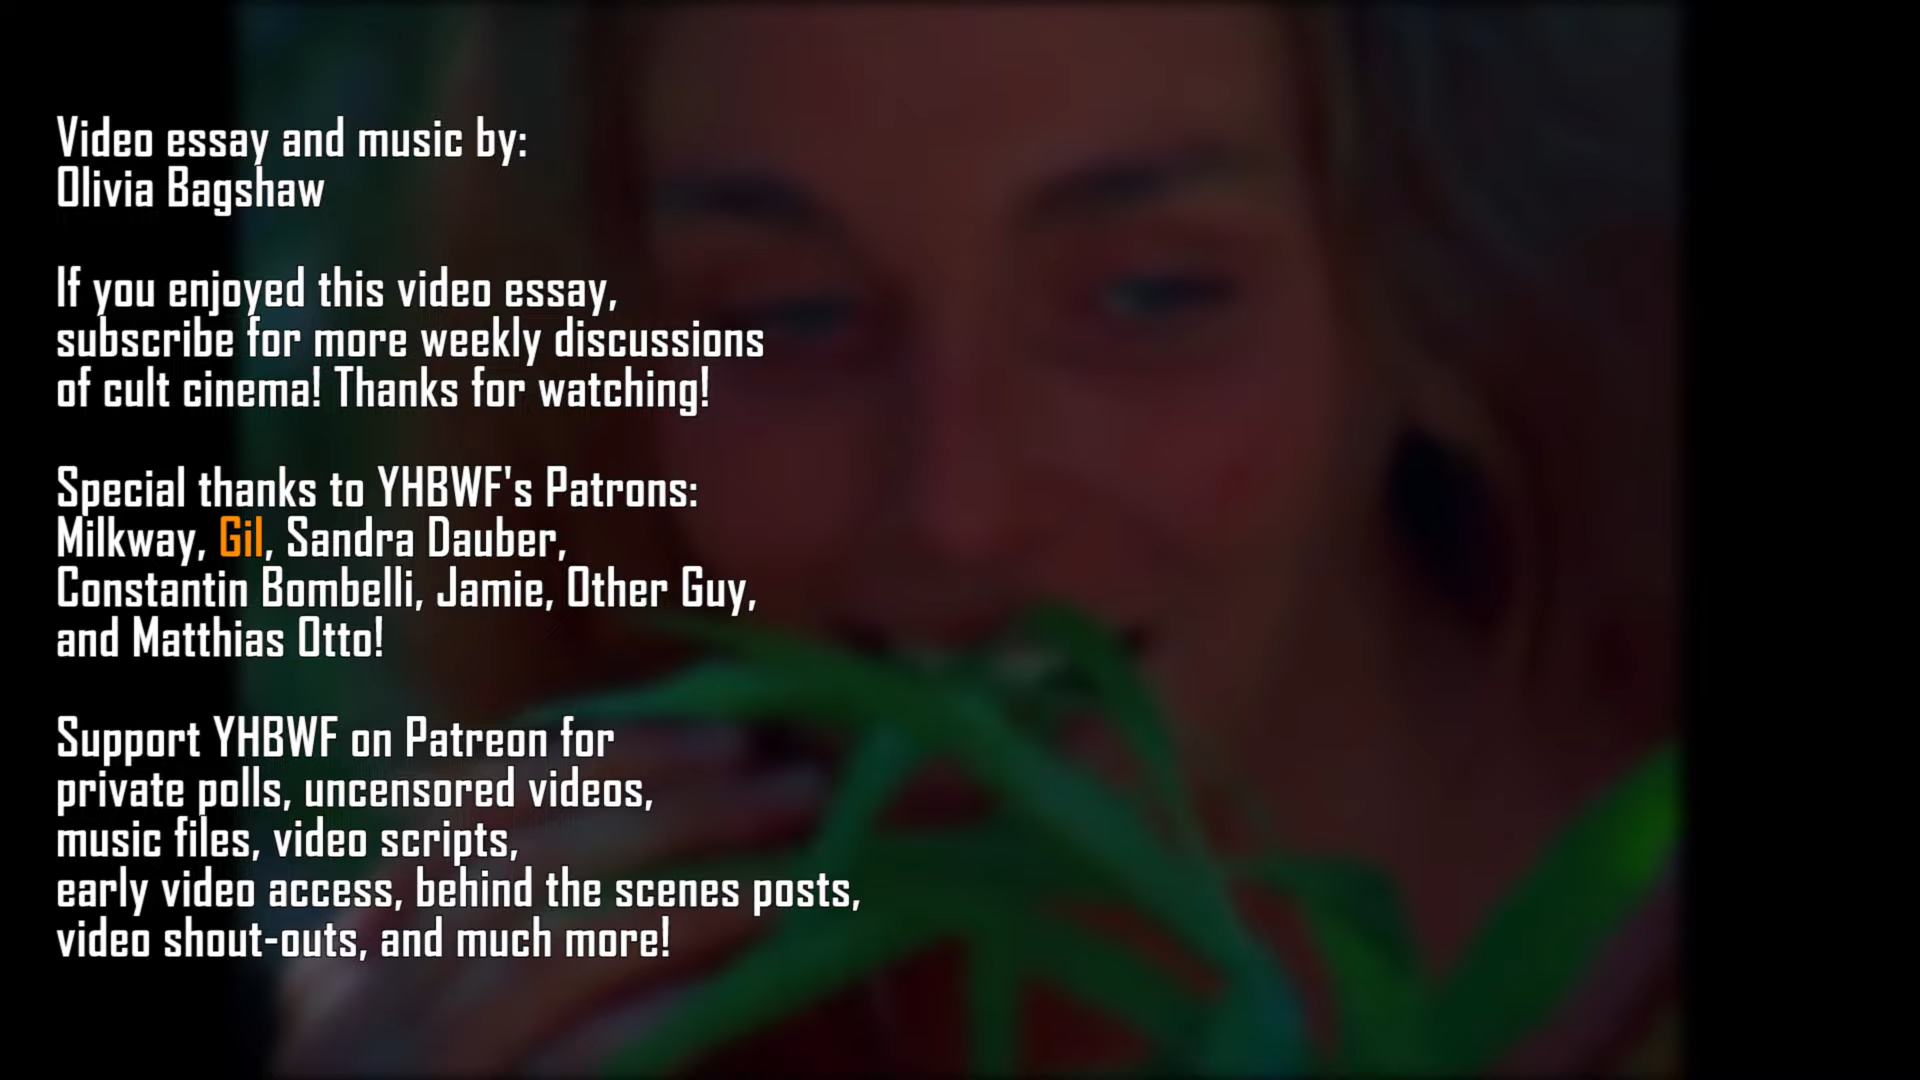 Video essay and music by:
Olivia Bagshaw
If you enjoyed this video essay,
subscribe for more weekly discussions
of cult cinema! Thanks for watching!
Special thanks to YHBWF's Patrons:
Milkway, Gil, Sandra Dauber,
Constantin Bombelli, Jamie, Other Guy,
and Matthias Otto!
Support YHBWF on Patreon for
private polls, uncensored videos,
music files, video scripts,
early video access, behind the scenes posts,
video shout-outs, and much more!